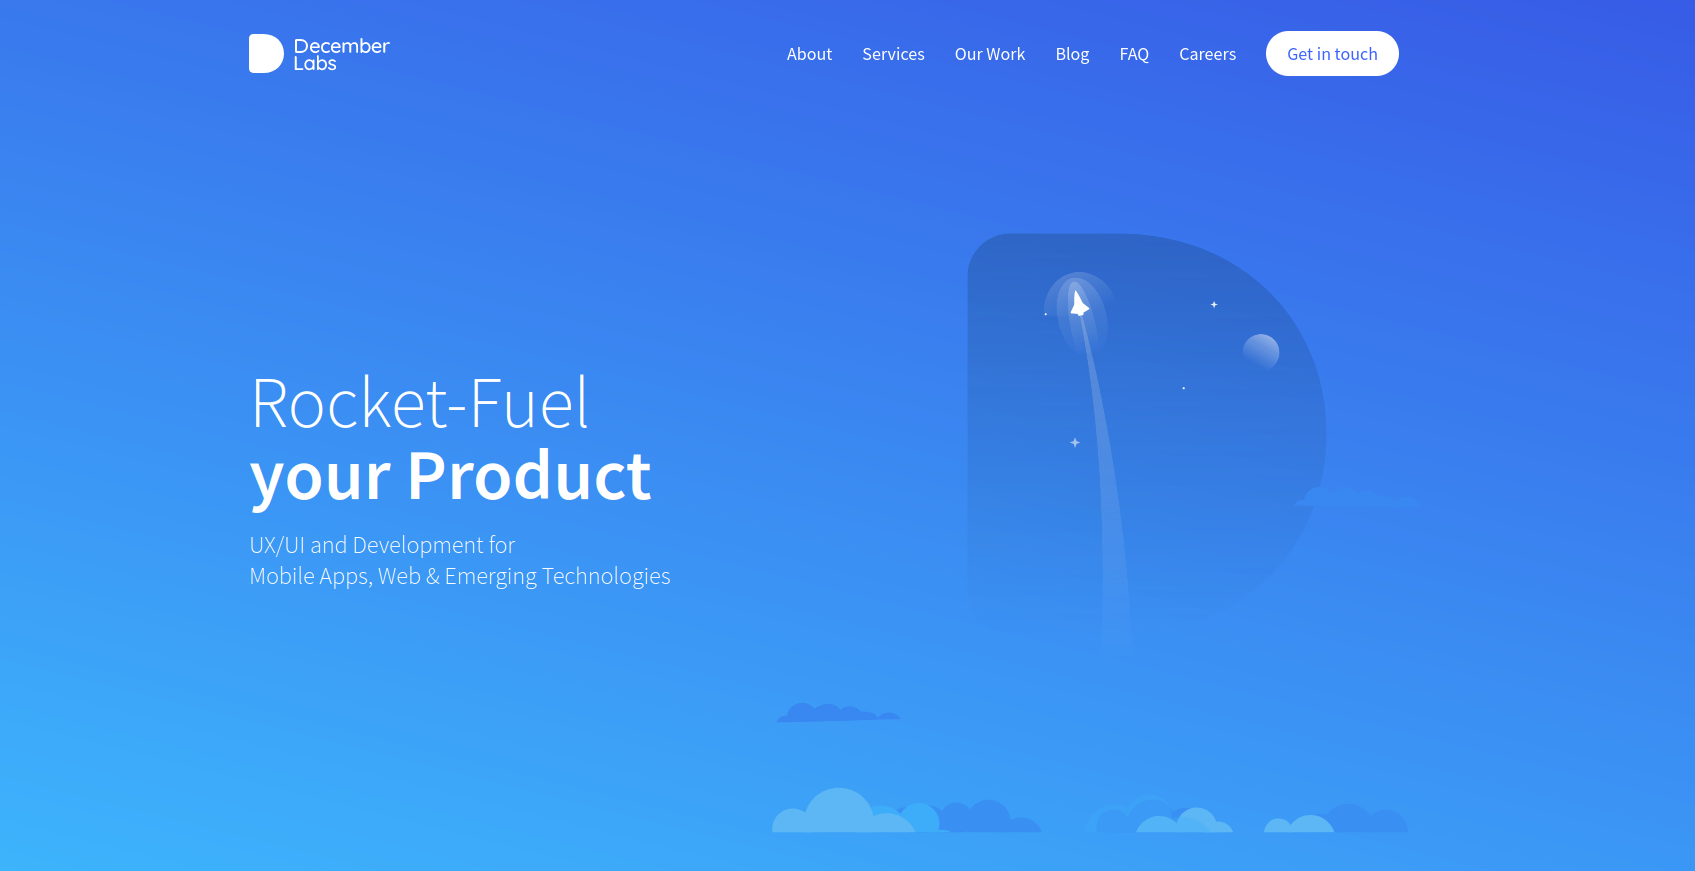 December
Labs
About
Services
Our Work
Blog
FAQ
Careers
Get in touch
Rocket-Fuel
your Product
UX/UI and Development for
Mobile Apps, Web & Emerging Technologies